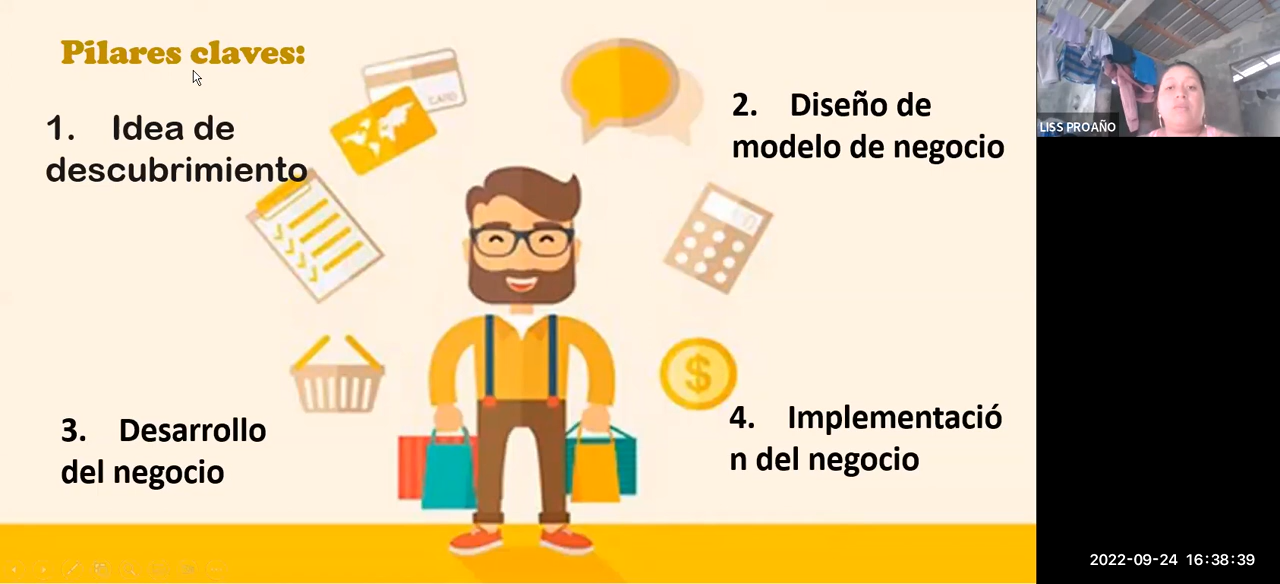 Pilares claves:
1. Idea de
descubrimiento
2. Diseño de
modelo de negocio
CARD
3. Desarrollo
del negocio
4. Implementació
n del negocio
$
LISS PROAÑO
2022-09-24 16:38:39